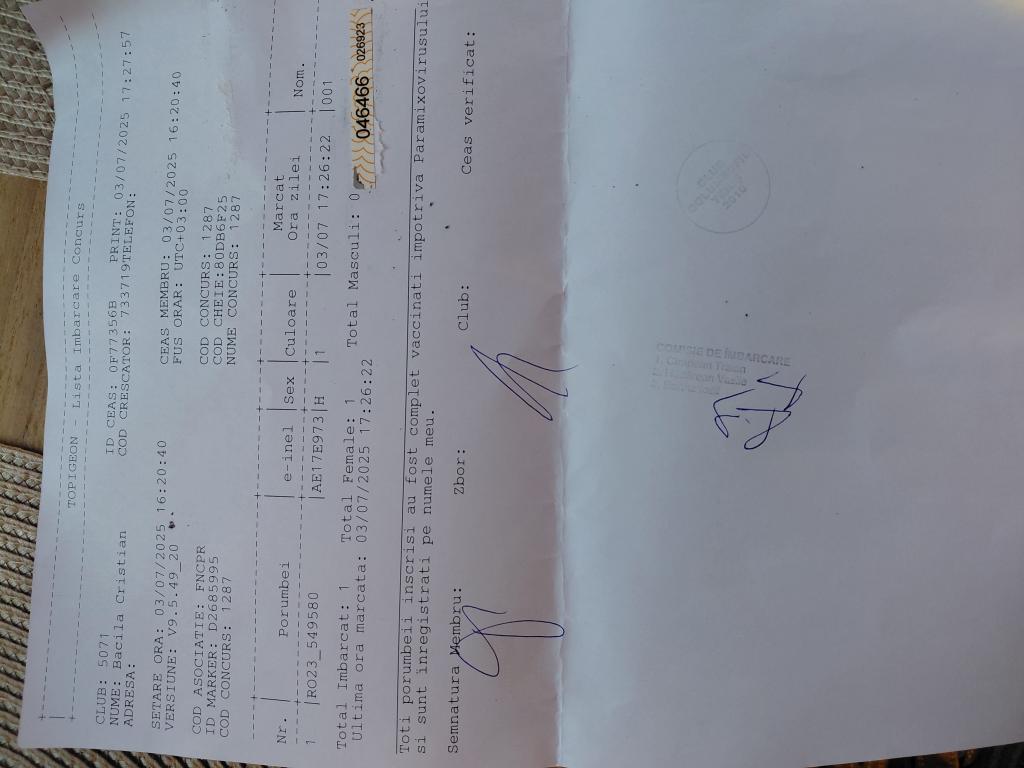 TOPIGEON - Lista Imbarcare Concurs
CLUB: 5071 ID CEAS: 0F77356B PRINT: 03/07/2025 17:27:57
NUME: Bacila Cristian COD CRESCATOR: 733719TELEFON:
ADRESA:
SETARE ORA: 03/07/2025 16:20:40 CEAS MEMBRU: 03/07/2025 16:20:40
VERSIUNE: V9.5.49_20 FUS ORAR: UTC+03:00
COD ASOCIATIE: FNCPR COD CONCURS: 1287
ID MARKER: D2685995 COD CHEIE:80DB6F25
COD CONCURS: 1287 NUME CONCURS: 1287
Nr. | Porumbei | e-inel |Sex |Culoare | Marcat Ora zilei | Nom.
1 |RO23_549580 |AE17E973|H |1 |03/07 17:26:22 |001
046466 026923
Total Imbarcat: 1 Total Female: 1 Total Masculi: 0
Ultima ora marcata: 03/07/2025 17:26:22
Toti porumbeii inscrisi au fost complet vaccinati impotriva Paramixovirusului
si sunt inregistrati pe numele meu.
Semnatura Membru: Zbor: Club: Ceas verificat:
COMISIE DE ÎMBARCARE